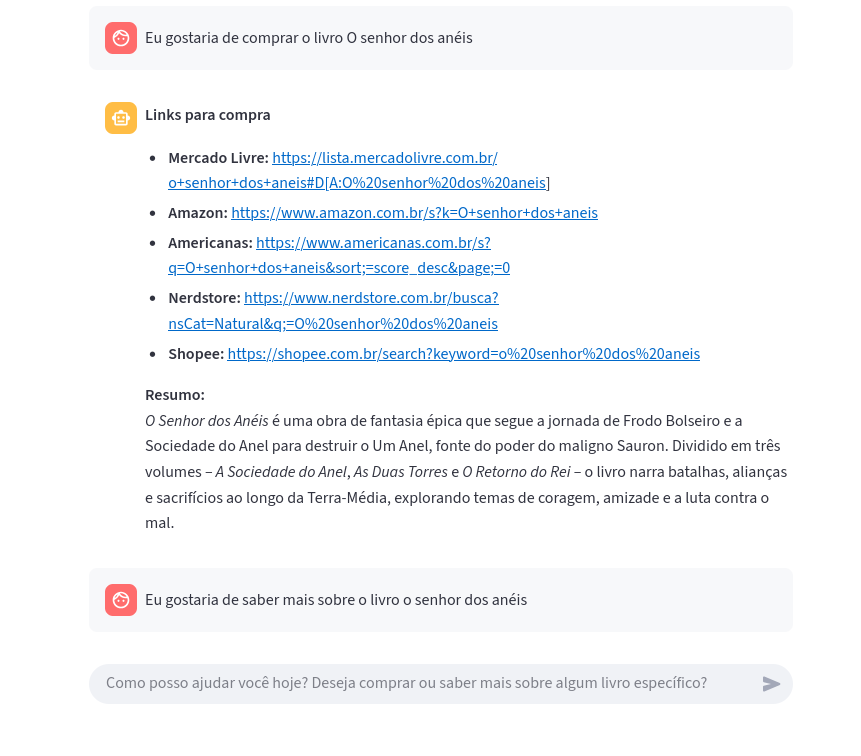 Eu gostaria de comprar o livro O senhor dos anéis
Links para compra
• Mercado Livre: https://lista.mercadolivre.com.br/
o+senhor+dos+aneis#D[A:O%20senhor%20dos%20aneis]
• Amazon: https://www.amazon.com.br/s?k=O+senhor+dos+aneis
• Americanas: https://www.americanas.com.br/s?
q=O+senhor+dos+aneis&sort;=score_desc&page;=0
• Nerdstore: https://www.nerdstore.com.br/busca?
nsCat=Natural&q;=O%20senhor%20dos%20aneis
• Shopee: https://shopee.com.br/search?keyword=o%20senhor%20dos%20aneis
Resumo:
O Senhor dos Anéis é uma obra de fantasia épica que segue a jornada de Frodo Bolseiro e a
Sociedade do Anel para destruir o Um Anel, fonte do poder do maligno Sauron. Dividido em três
volumes – A Sociedade do Anel, As Duas Torres e O Retorno do Rei – o livro narra batalhas, alianças
e sacrifícios ao longo da Terra-Média, explorando temas de coragem, amizade e a luta contra o
mal.
Eu gostaria de saber mais sobre o livro o senhor dos anéis
Como posso ajudar você hoje? Deseja comprar ou saber mais sobre algum livro específico?